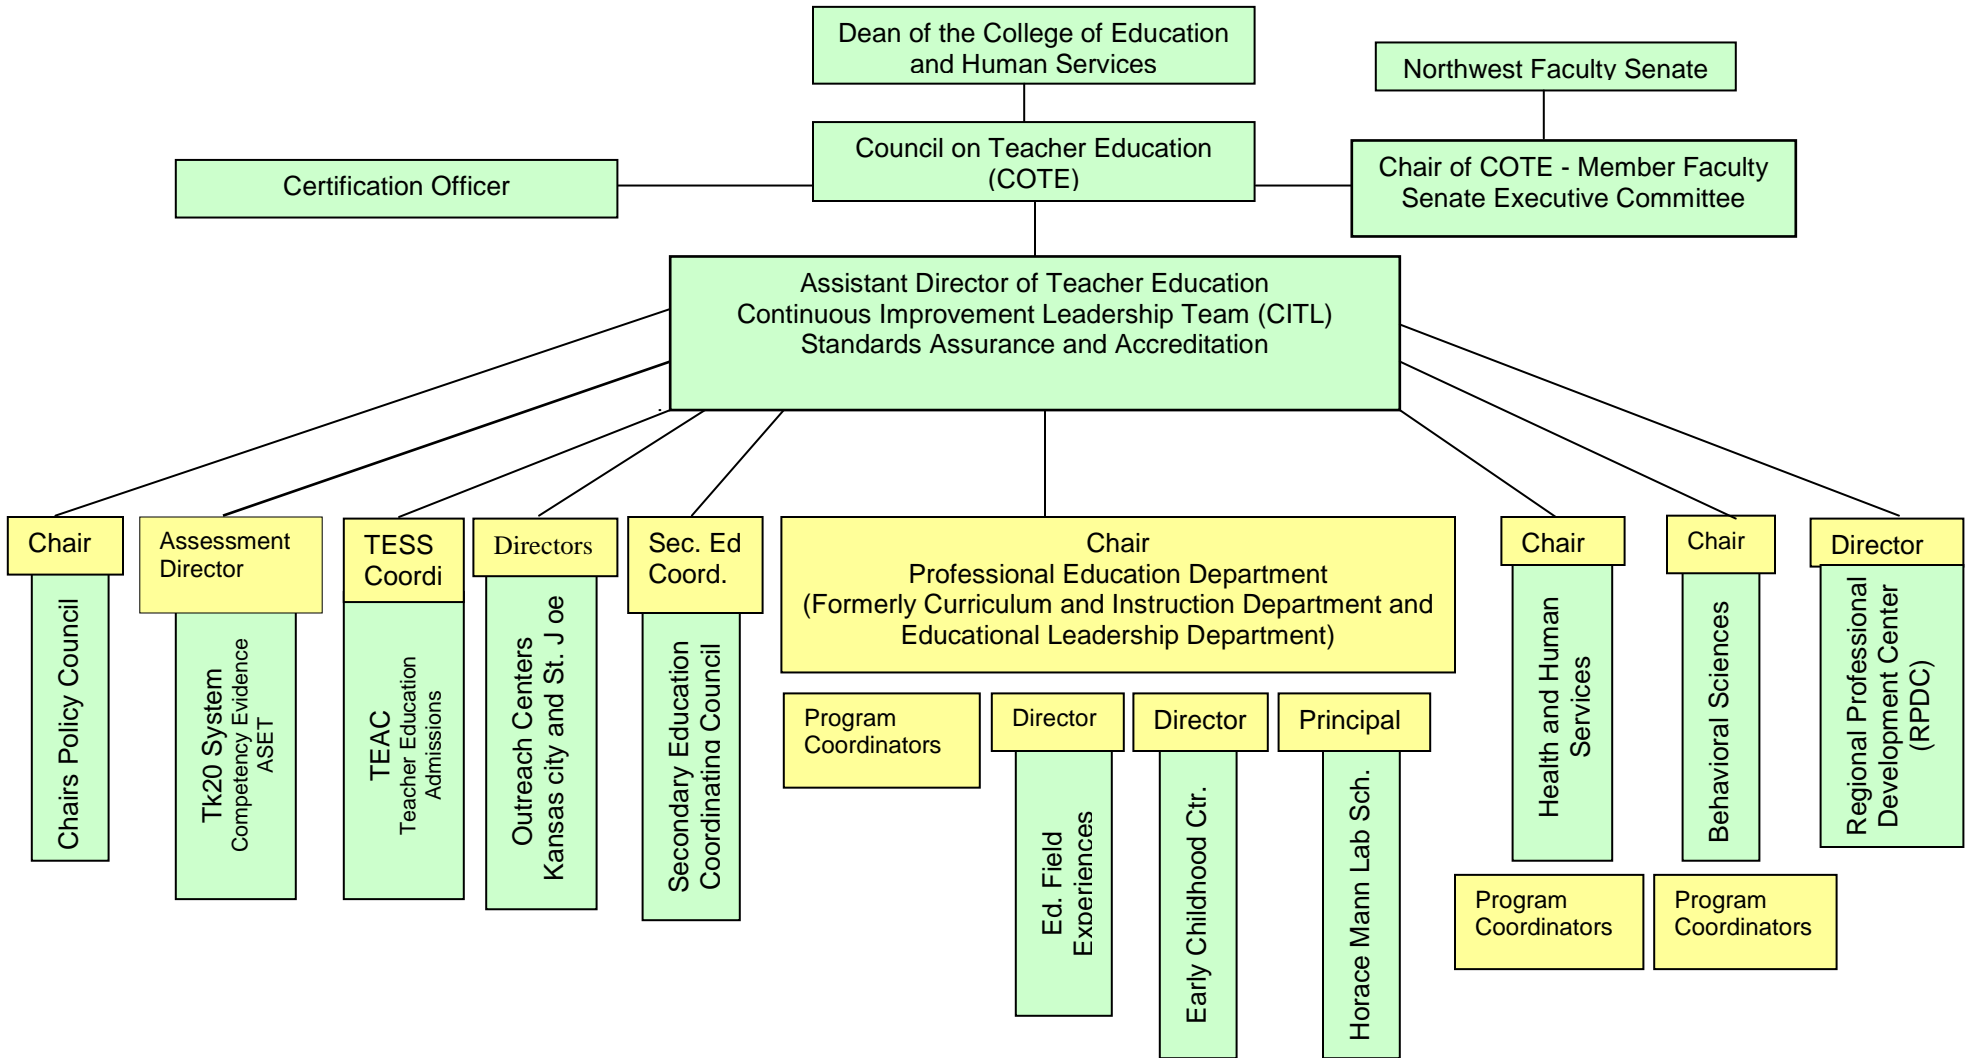 Dean of the College of Education
and Human Services
Northwest Faculty Senate
Council on Teacher Education
(COTE)
Certification Officer
Chair of COTE - Member Faculty
Senate Executive Committee
Assistant Director of Teacher Education
Continuous Improvement Leadership Team (CITL)
Standards Assurance and Accreditation
.
Chair
Chairs Policy Council
Assessment
Director
Tk20 System
Competency Evidence
ASET
TESS
Coordi
TEAC
Teacher Education
Admissions
Directors
Outreach Centers
Kansas city and St. J oe
Sec. Ed
Coord.
Secondary Education
Coordinating Council
Chair
Professional Education Department
(Formerly Curriculum and Instruction Department and
Educational Leadership Department)
Program
Coordinators
Director
Ed. Field
Experiences
Director
Early Childhood Ctr.
Principal
Horace Mann Lab Sch.
Chair
Health and Human
Services
Program
Coordinators
Chair
Behavioral Sciences
Program
Coordinators
Director
Regional Professional
Development Center
(RPDC)